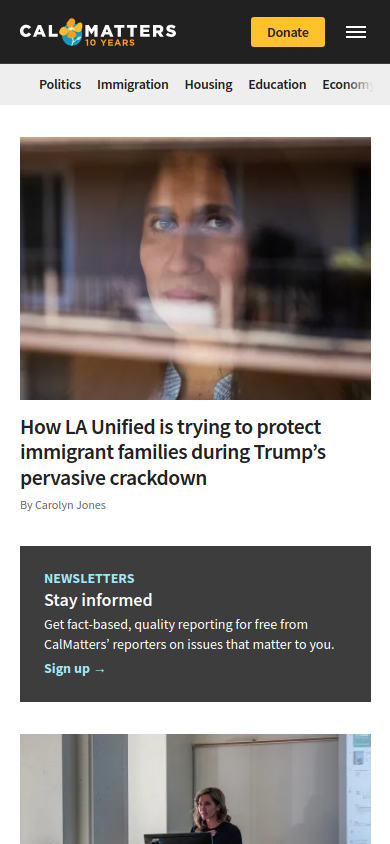 CALMATTERS
10 YEARS
Donate
Politics Immigration Housing Education Economy
How LA Unified is trying to protect
immigrant families during Trump’s
pervasive crackdown
By Carolyn Jones
NEWSLETTERS
Stay informed
Get fact-based, quality reporting for free from
CalMatters’ reporters on issues that matter to you.
Sign up →